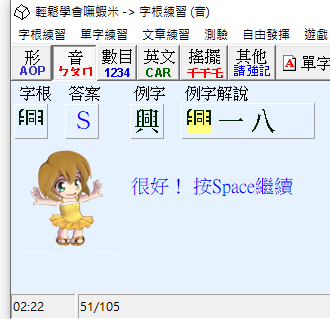 輕鬆學會嘸蝦米 -> 字根練習 (音)
字根練習 單字練習 文章練習 測驗 自由發揮 遊戲
形 音 數目 英文 搖擺 其他
AOP ㄅㄆㄇ 1234 CAR 千千毛 請強記 A 單字
字根 答案 例字 例字解說
S 興 一 八
很好! 按Space繼續
02:22 51/105